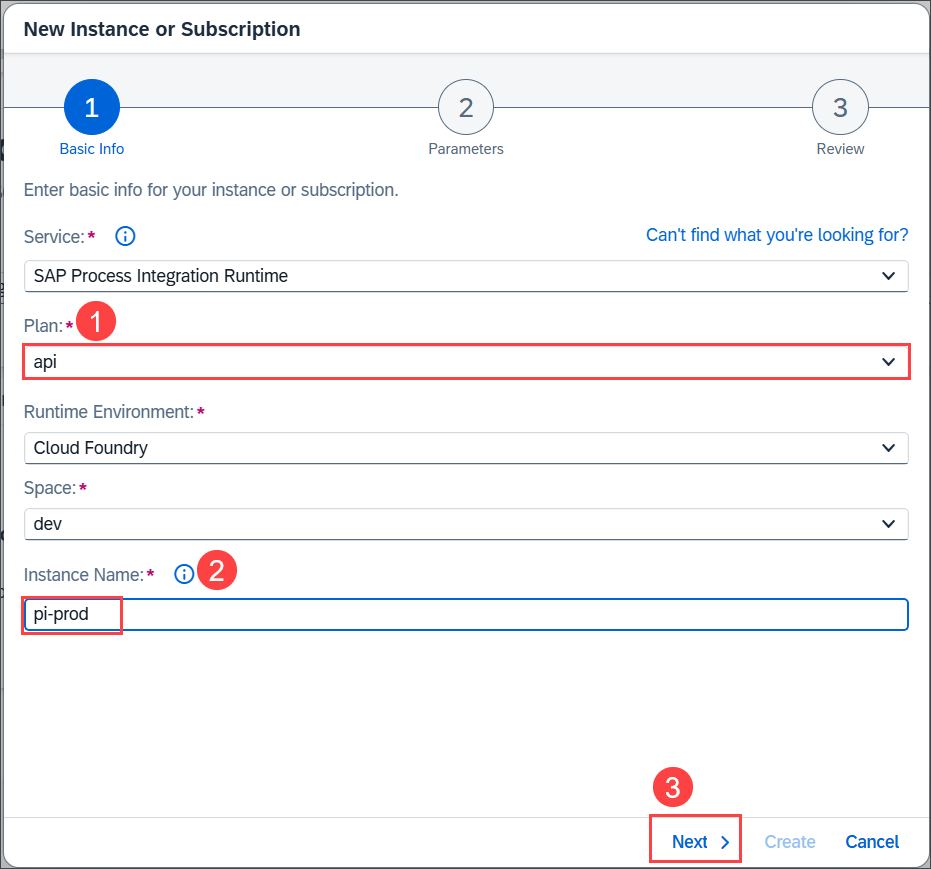 New Instance or Subscription
1
2
3
Basic Info
Parameters
Review
Enter basic info for your instance or subscription.
Service:*
Can't find what you're looking for?
SAP Process Integration Runtime
Plan:* 1
api
Runtime Environment:*
Cloud Foundry
Space:*
dev
Instance Name:* 2
pi-prod
3
Next Create Cancel